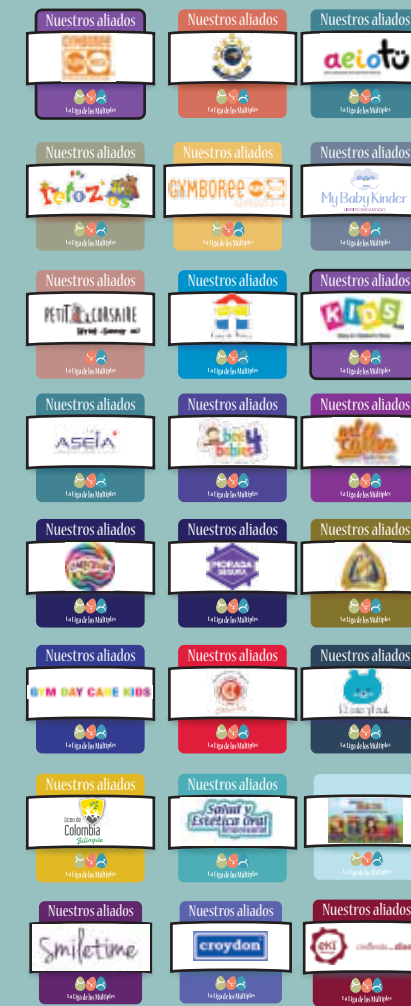 Nuestros aliados
GYMBOREE
La Liga de los Múltiples
Nuestros aliados
La Liga de los Múltiples
Nuestros aliados
aeiotü
La Liga de los Múltiples
Nuestros aliados
retozos
La Liga de los Múltiples
Nuestros aliados
GYMBOREE
La Liga de los Múltiples
Nuestros aliados
My Baby Kinder
La Liga de los Múltiples
Nuestros aliados
PETIT CORSAIRE
La Liga de los Múltiples
Nuestros aliados
La Liga de los Múltiples
Nuestros aliados
KIDS
La Liga de los Múltiples
Nuestros aliados
ASEIA
La Liga de los Múltiples
Nuestros aliados
bee 4 babies
La Liga de los Múltiples
Nuestros aliados
La Liga de los Múltiples
Nuestros aliados
La Liga de los Múltiples
Nuestros aliados
MORADA
SEGURA
La Liga de los Múltiples
Nuestros aliados
La Liga de los Múltiples
Nuestros aliados
GYM DAY CARE KIDS
La Liga de los Múltiples
Nuestros aliados
La Liga de los Múltiples
Nuestros aliados
La Liga de los Múltiples
Nuestros aliados
Liceo de
Colombia
Bilingüe
La Liga de los Múltiples
Nuestros aliados
Salud y
Estética Oral
Empresarial
La Liga de los Múltiples
La Liga de los Múltiples
Nuestros aliados
Smiletime
La Liga de los Múltiples
Nuestros aliados
croydon
La Liga de los Múltiples
Nuestros aliados
eki
La Liga de los Múltiples